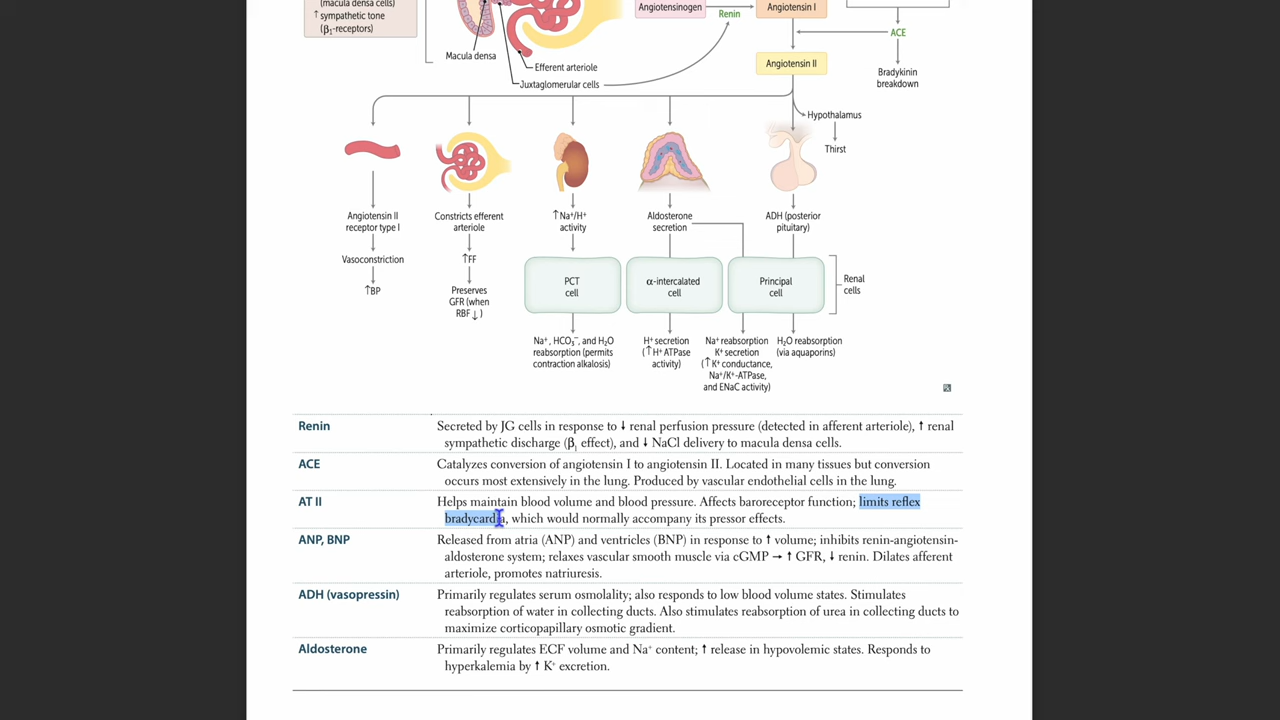 (macula densa cells)
↑ sympathetic tone
(β₁-receptors)
Macula densa
Efferent arteriole
Juxtaglomerular cells
Angiotensinogen
Renin
Angiotensin I
ACE
Angiotensin II
Bradykinin
breakdown
Hypothalamus
Thirst
Angiotensin II
receptor type I
Vasoconstriction
↑BP
Constricts efferent
arteriole
↑FF
Preserves
GFR (when
RBF ↓ )
↑Na⁺/H⁺
activity
PCT
cell
Na⁺, HCO₃⁻, and H₂O
reabsorption (permits
contraction alkalosis)
Aldosterone
secretion
α-intercalated
cell
H⁺ secretion
(↑H⁺ ATPase
activity)
ADH (posterior
pituitary)
Principal
cell
Renal
cells
Na⁺ reabsorption
K⁺ secretion
(↑K⁺ conductance,
Na⁺/K⁺-ATPase,
and ENaC activity)
H₂O reabsorption
(via aquaporins)
Renin
Secreted by JG cells in response to ↓ renal perfusion pressure (detected in afferent arteriole), ↑ renal
sympathetic discharge (β₁ effect), and ↓ NaCl delivery to macula densa cells.
ACE
Catalyzes conversion of angiotensin I to angiotensin II. Located in many tissues but conversion
occurs most extensively in the lung. Produced by vascular endothelial cells in the lung.
AT II
Helps maintain blood volume and blood pressure. Affects baroreceptor function; limits reflex
bradycardia, which would normally accompany its pressor effects.
ANP, BNP
Released from atria (ANP) and ventricles (BNP) in response to ↑ volume; inhibits renin-angiotensin-
aldosterone system; relaxes vascular smooth muscle via cGMP → ↑ GFR, ↓ renin. Dilates afferent
arteriole, promotes natriuresis.
ADH (vasopressin)
Primarily regulates serum osmolality; also responds to low blood volume states. Stimulates
reabsorption of water in collecting ducts. Also stimulates reabsorption of urea in collecting ducts to
maximize corticopapillary osmotic gradient.
Aldosterone
Primarily regulates ECF volume and Na⁺ content; ↑ release in hypovolemic states. Responds to
hyperkalemia by ↑ K⁺ excretion.